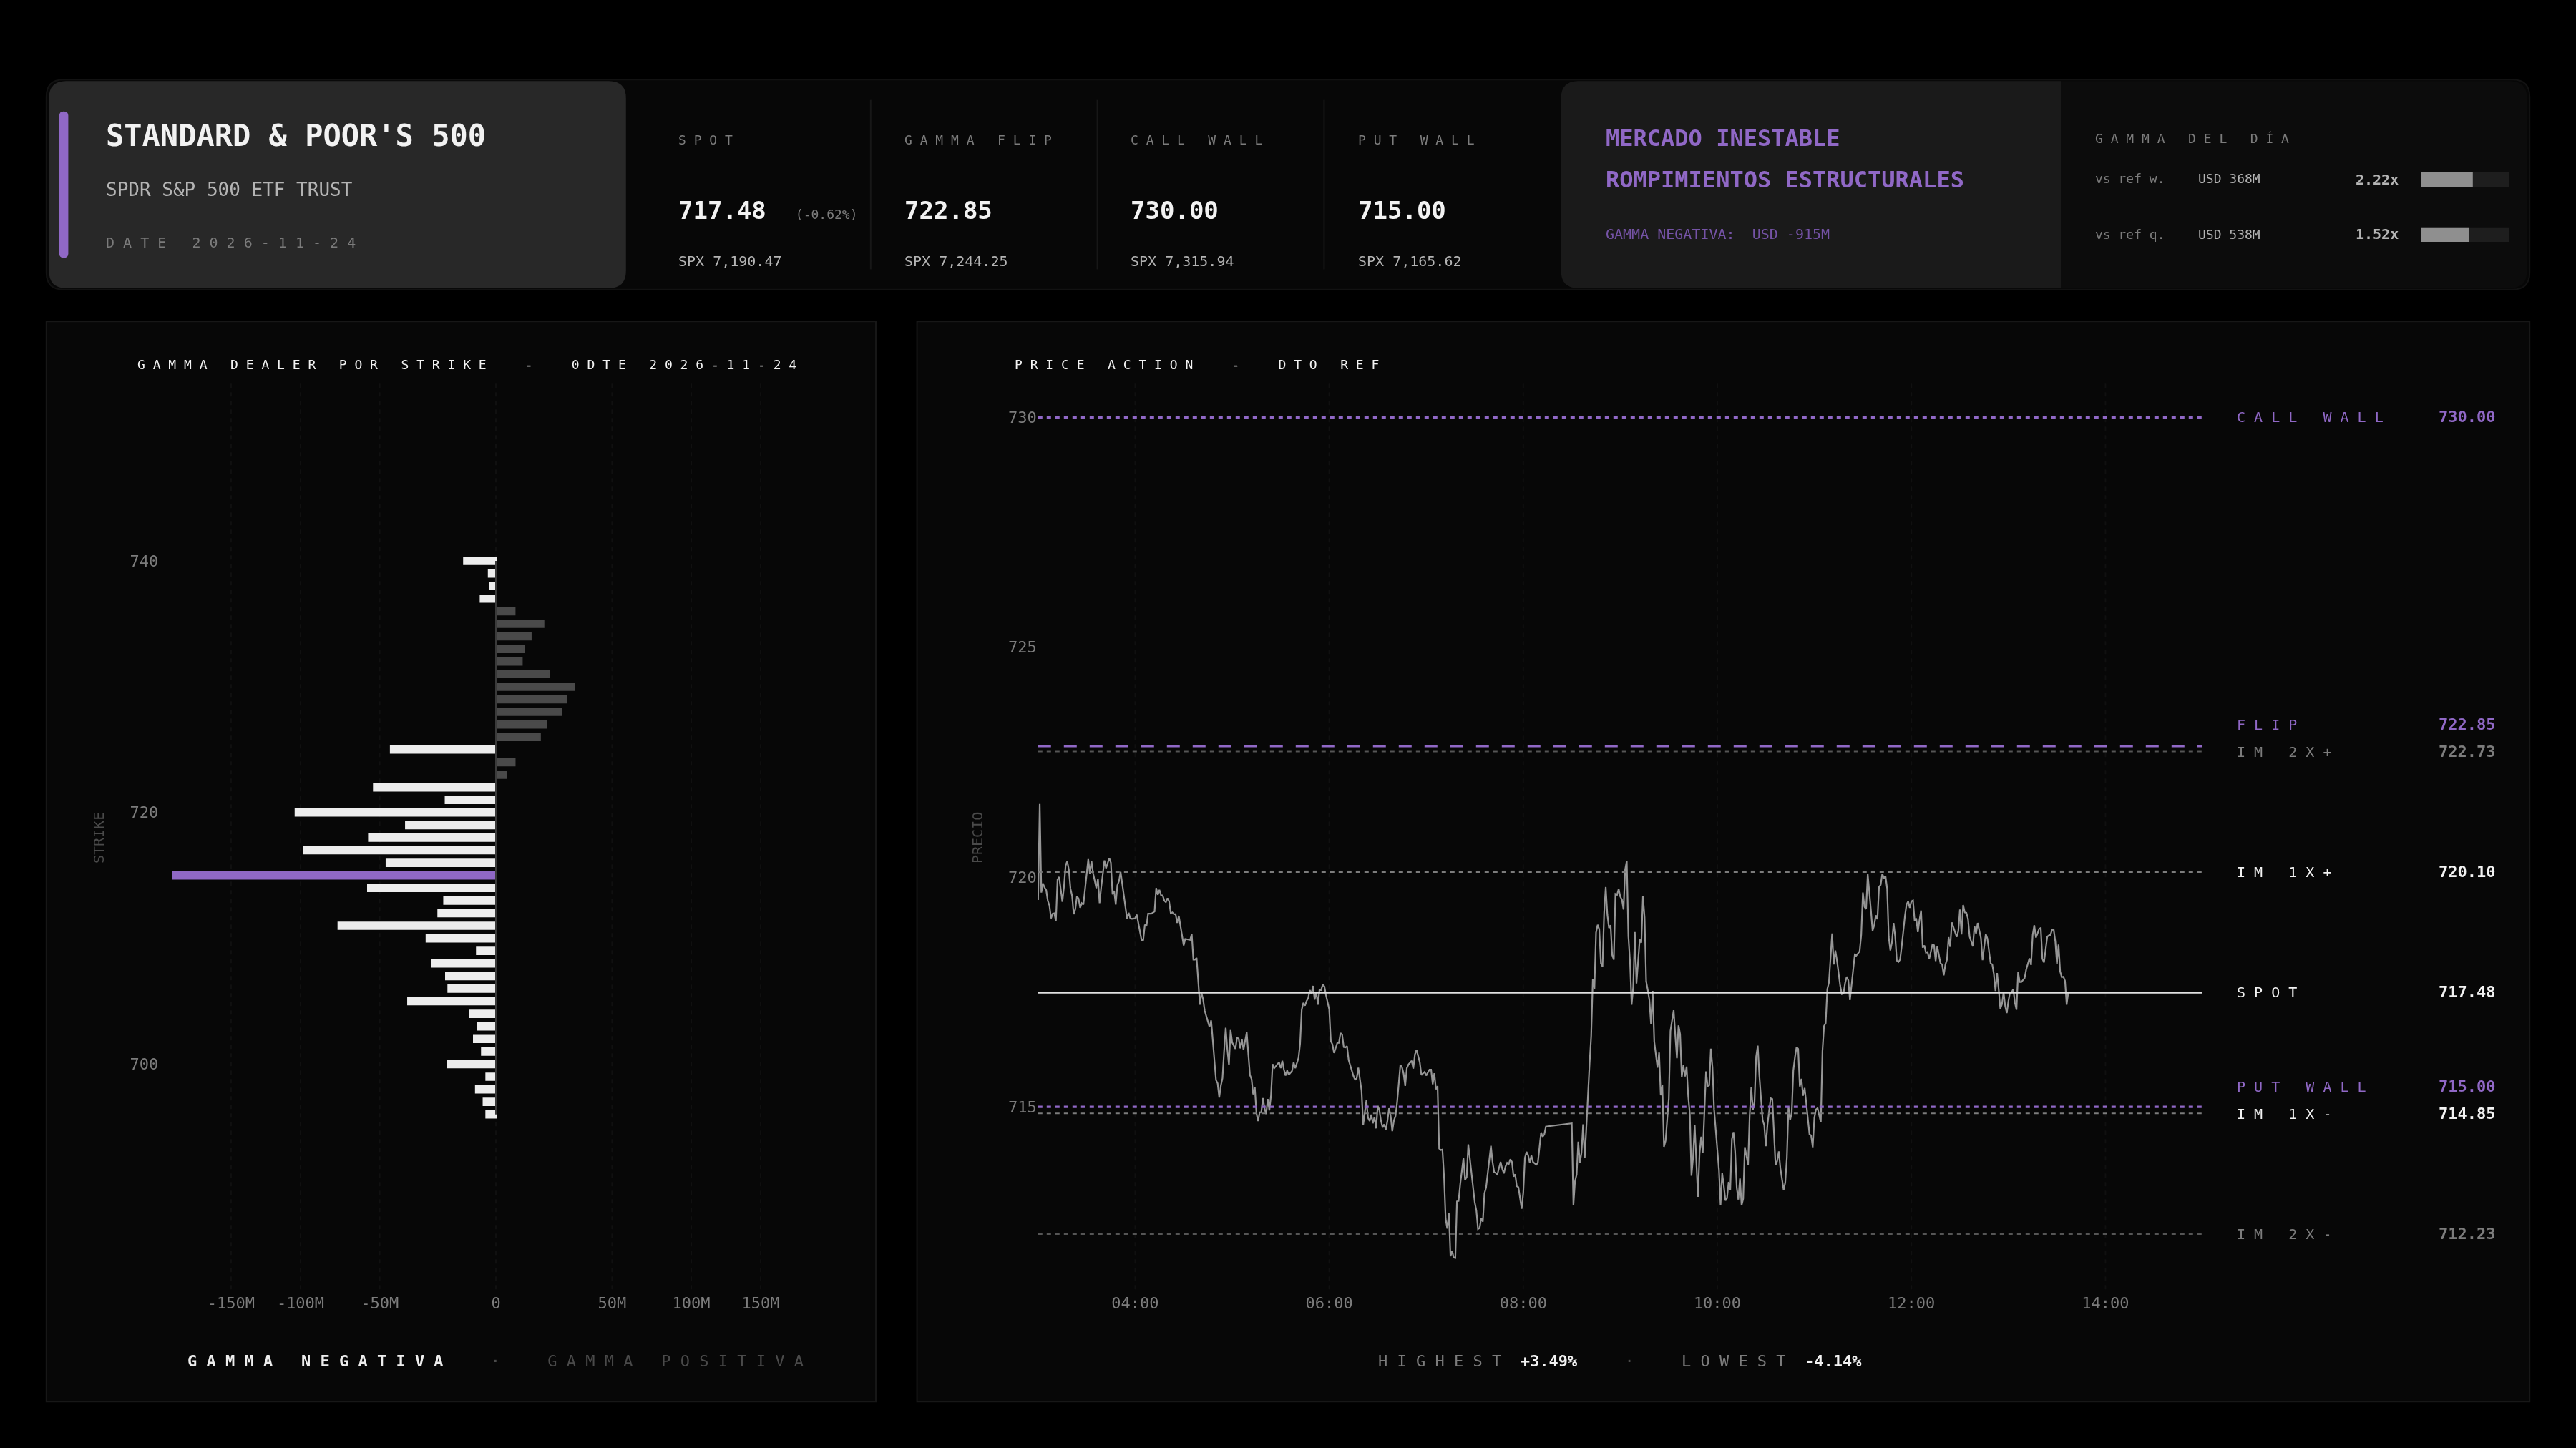 STANDARD & POOR'S 500
SPDR S&P 500 ETF TRUST
DATE 2026-11-24
SPOT
717.48 (-0.62%)
SPX 7,190.47
GAMMA FLIP
722.85
SPX 7,244.25
CALL WALL
730.00
SPX 7,315.94
PUT WALL
715.00
SPX 7,165.62
MERCADO INESTABLE
ROMPIMIENTOS ESTRUCTURALES
GAMMA NEGATIVA: USD -915M
GAMMA DEL DÍA
vs ref w. USD 368M 2.22x
vs ref q. USD 538M 1.52x
GAMMA DEALER POR STRIKE - 0DTE 2026-11-24
STRIKE
740
720
700
-150M -100M -50M 0 50M 100M 150M
GAMMA NEGATIVA · GAMMA POSITIVA
PRICE ACTION - DTO REF
PRECIO
730
725
720
715
CALL WALL 730.00
FLIP 722.85
IM 2X+ 722.73
IM 1X+ 720.10
SPOT 717.48
PUT WALL 715.00
IM 1X- 714.85
IM 2X- 712.23
04:00 06:00 08:00 10:00 12:00 14:00
HIGHEST +3.49% · LOWEST -4.14%